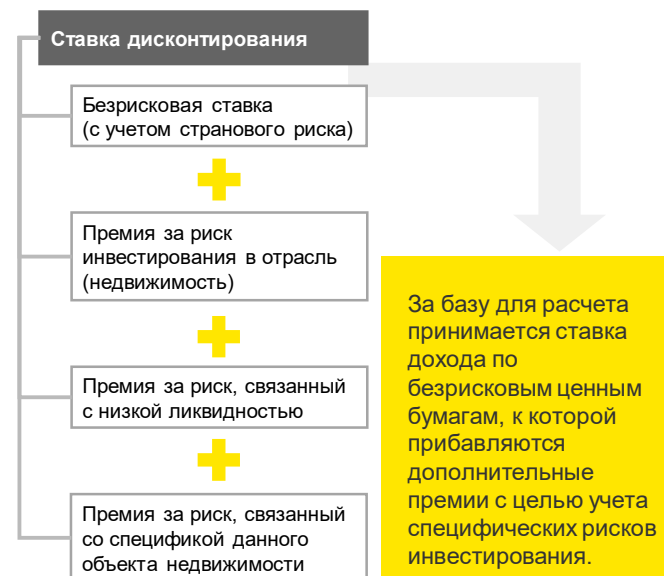 Ставка дисконтирования
Безрисковая ставка
(с учетом странового риска)
Премия за риск
инвестирования в отрасль
(недвижимость)
Премия за риск, связанный
с низкой ликвидностью
Премия за риск, связанный
со спецификой данного
объекта недвижимости
За базу для расчета
принимается ставка
дохода по
безрисковым ценным
бумагам, к которой
прибавляются
дополнительные
премии с целью учета
специфических рисков
инвестирования.